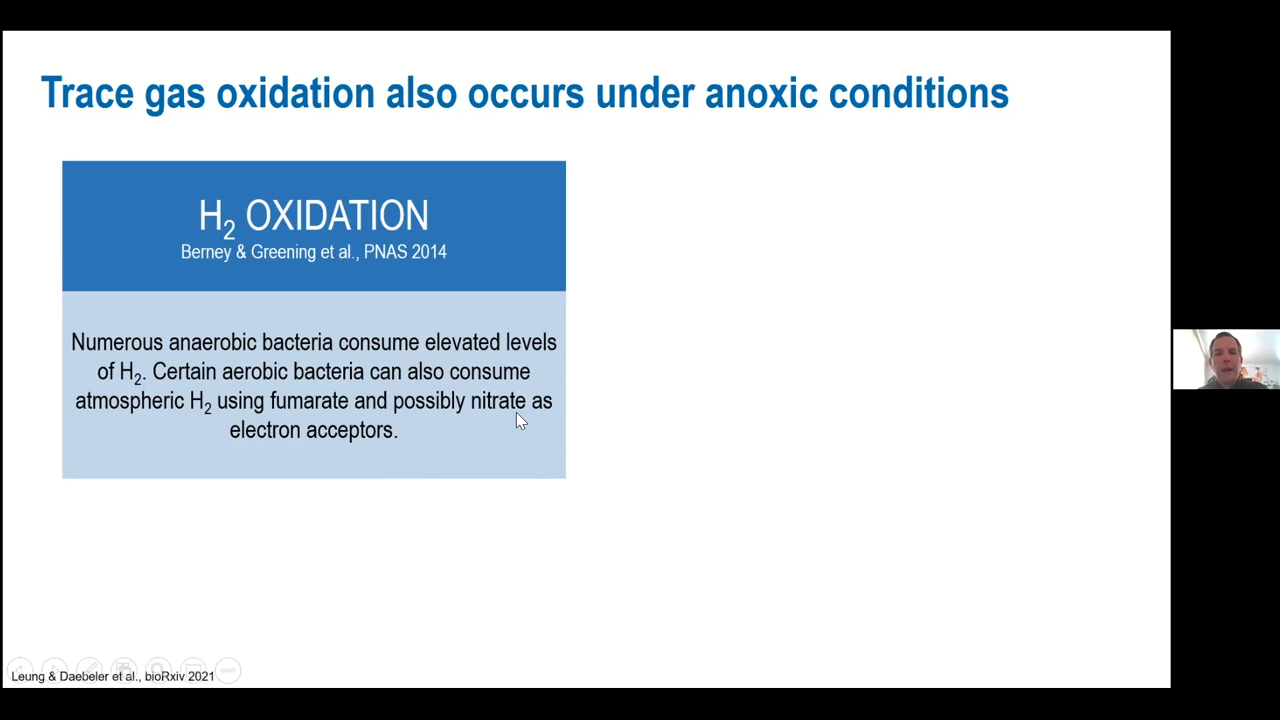 Trace gas oxidation also occurs under anoxic conditions
H2 OXIDATION
Berney & Greening et al., PNAS 2014
Numerous anaerobic bacteria consume elevated levels
of H2. Certain aerobic bacteria can also consume
atmospheric H2 using fumarate and possibly nitrate as
electron acceptors.
Leung & Daebeler et al., bioRxiv 2021